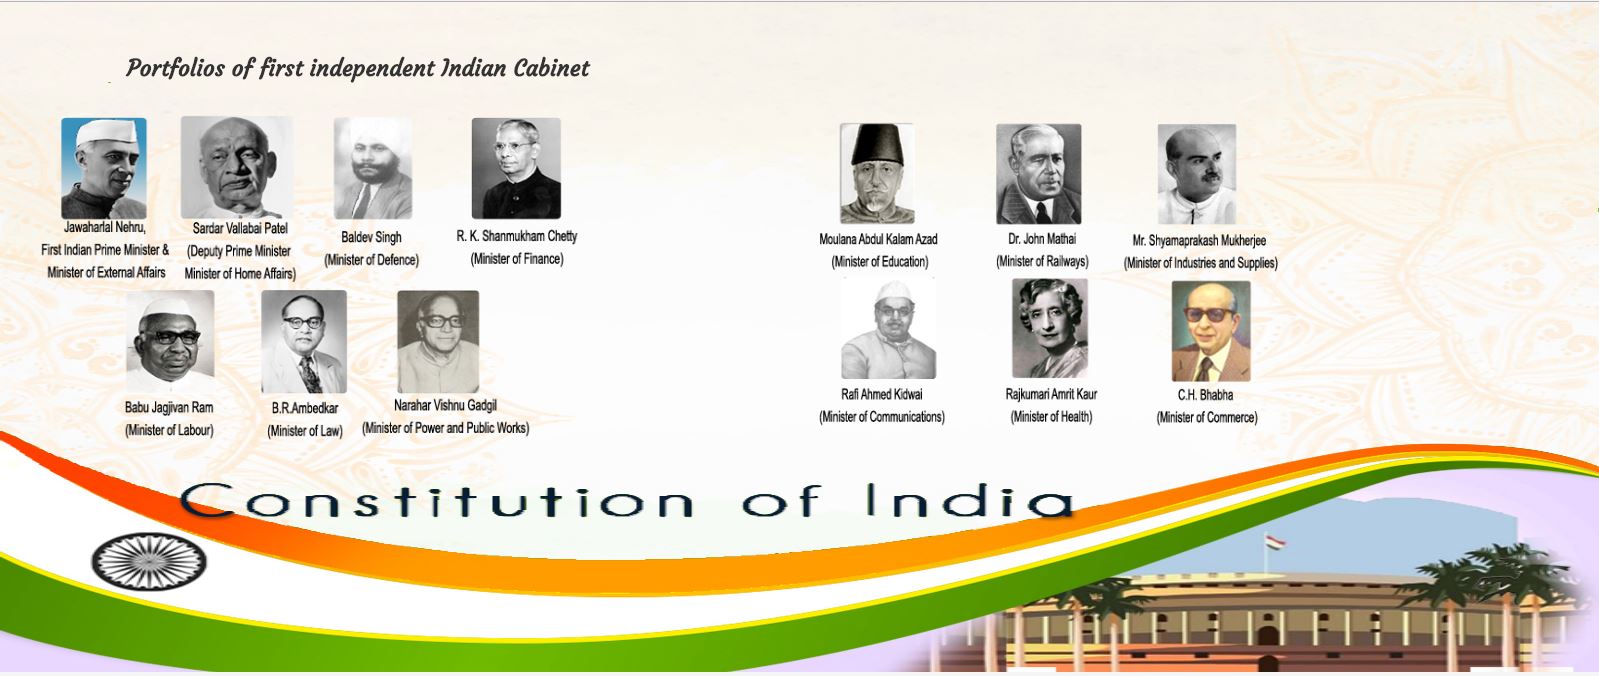 Portfolios of first independent Indian Cabinet
Jawaharlal Nehru,
First Indian Prime Minister &
Minister of External Affairs
Sardar Vallabai Patel
(Deputy Prime Minister
Minister of Home Affairs)
Baldev Singh
(Minister of Defence)
R. K. Shanmukham Chetty
(Minister of Finance)
Moulana Abdul Kalam Azad
(Minister of Education)
Dr. John Mathai
(Minister of Railways)
Mr. Shyamaprakash Mukherjee
(Minister of Industries and Supplies)
Babu Jagjivan Ram
(Minister of Labour)
B.R.Ambedkar
(Minister of Law)
Narahar Vishnu Gadgil
(Minister of Power and Public Works)
Rafi Ahmed Kidwai
(Minister of Communications)
Rajkumari Amrit Kaur
(Minister of Health)
C.H. Bhabha
(Minister of Commerce)
Constitution of India